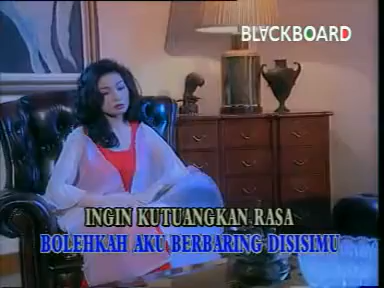 BLACKBOARD
INGIN KUTUANGKAN RASA
BOLEHKAH AKU BERBARING DISISIMU